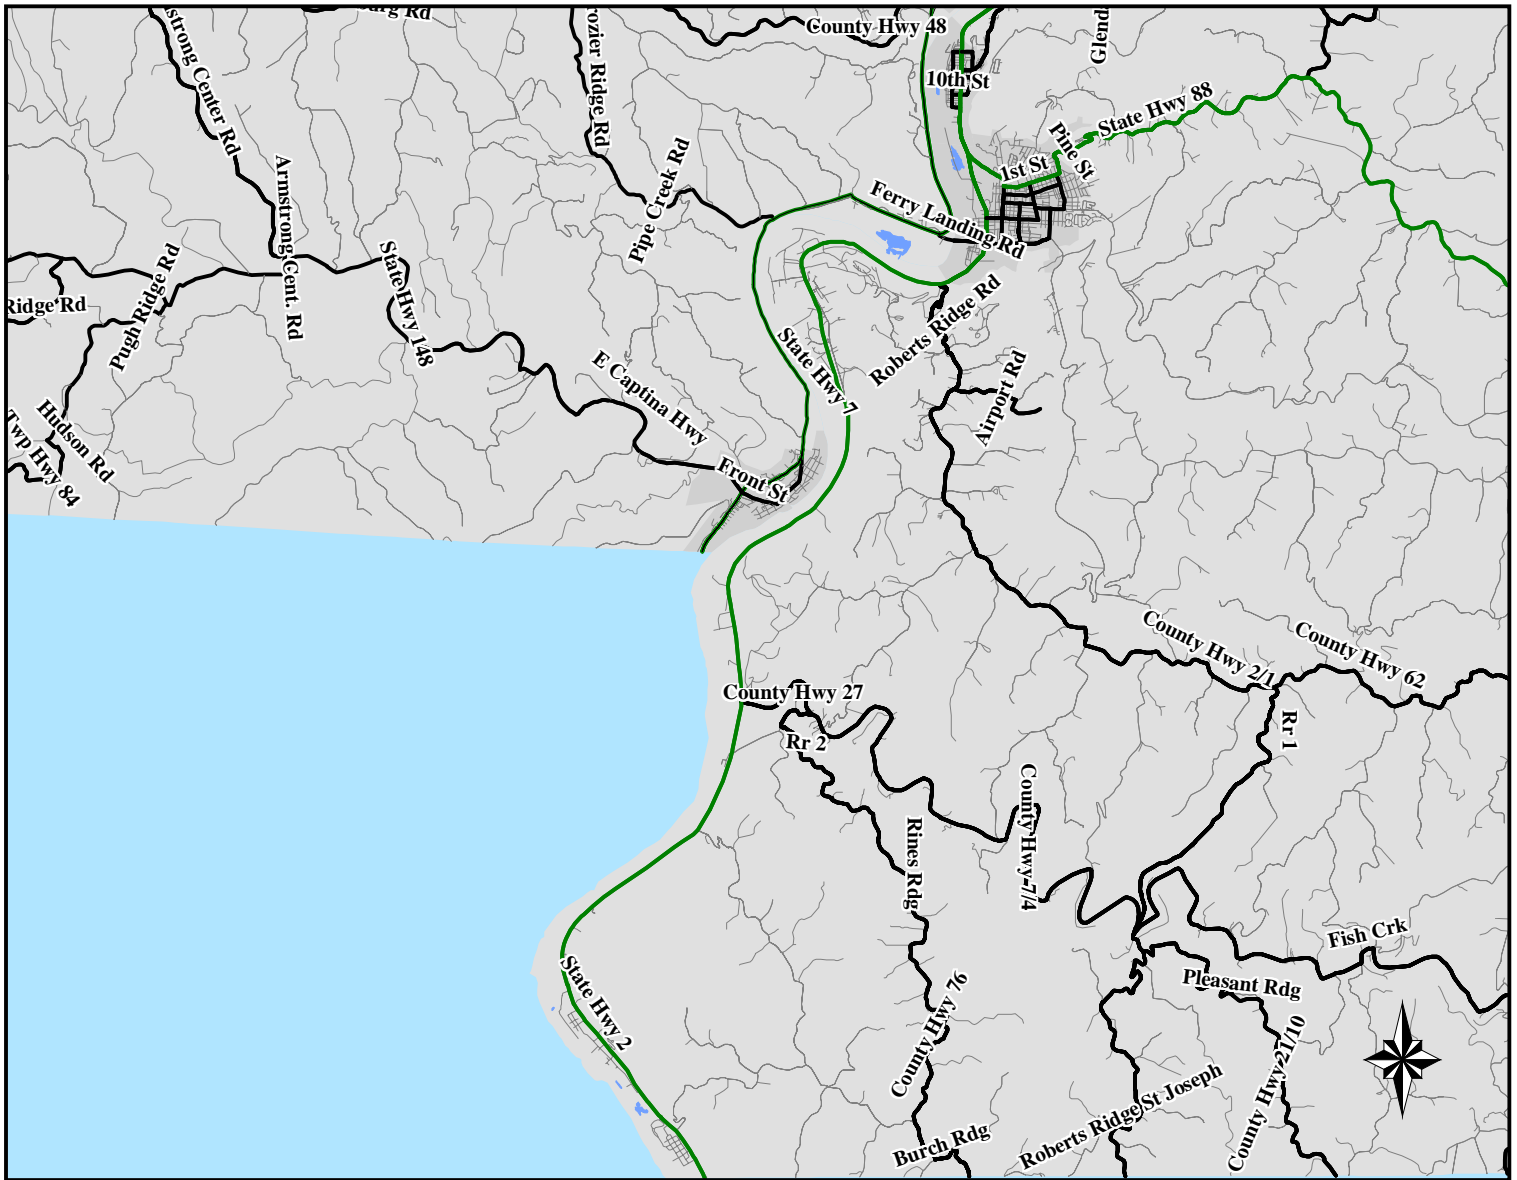 County Hwy 48
10th St
State Hwy 88
Pine St
1st St
Ferry Landing Rd
Center Rd
Ridge Rd
Armstrong Cent. Rd
Pipe Creek Rd
Pugh Ridge Rd
State Hwy 148
Ridge Rd
Roberts Ridge Rd
State Hwy 7
Airport Rd
E Captina Hwy
Hudson Rd
Twp Hwy 84
Front St
County Hwy 2/1
County Hwy 62
County Hwy 27
Rr 2
Rr 1
County Hwy 7/4
Rines Rdg
Fish Crk
Pleasant Rdg
State Hwy 2
County Hwy 76
County Hwy 21/10
Roberts Ridge St Joseph
Burch Rdg